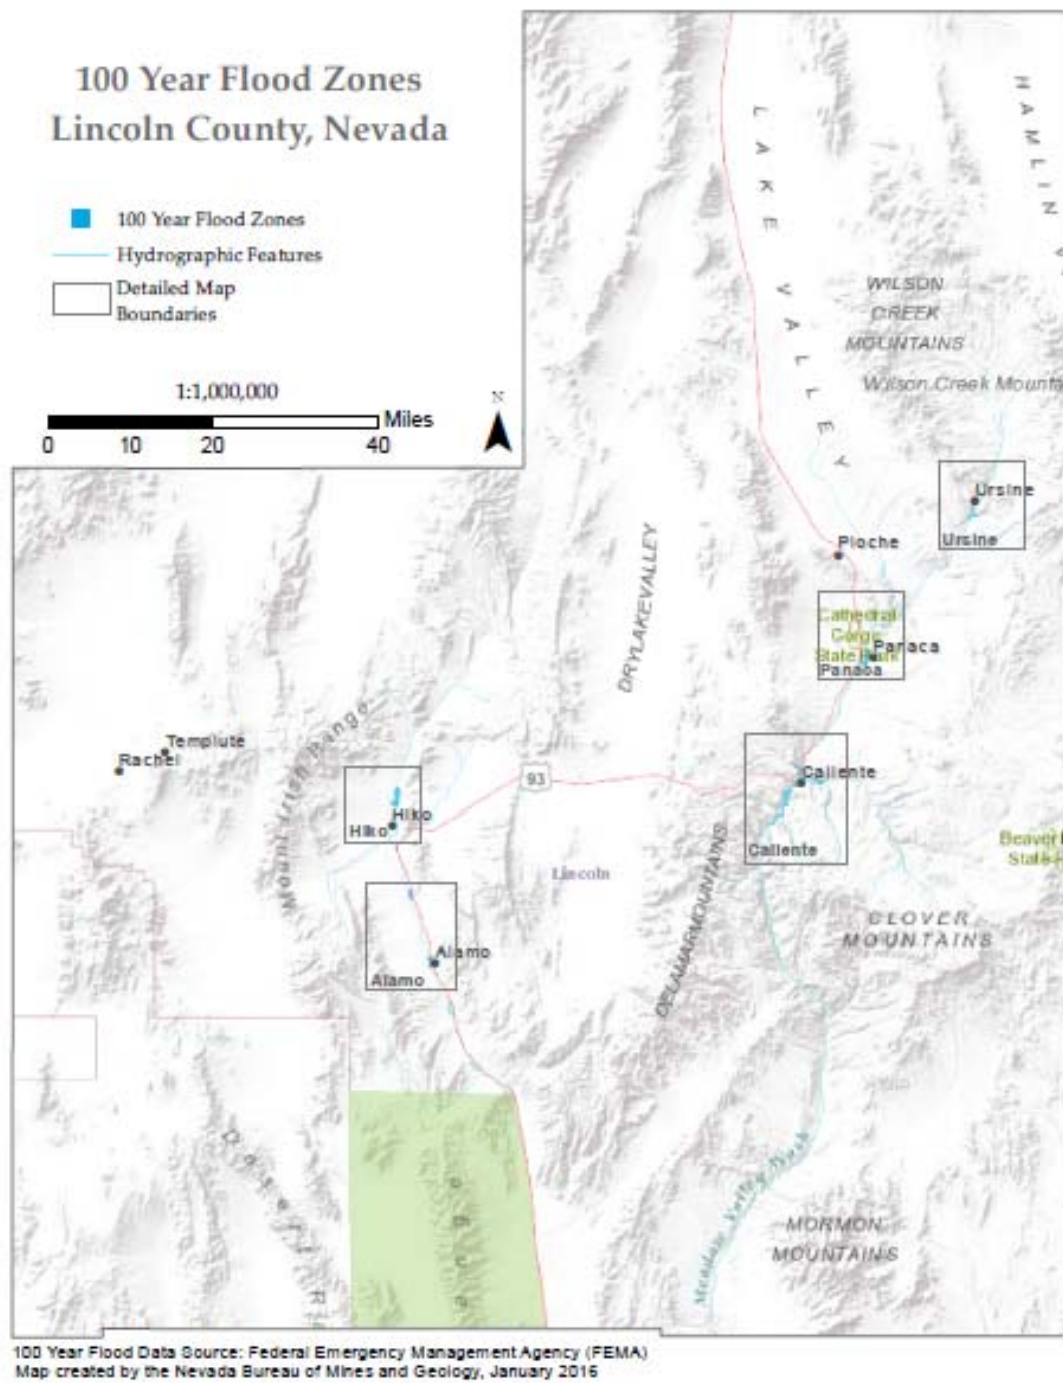 100 Year Flood Zones
Lincoln County, Nevada
100 Year Flood Zones
Hydrographic Features
Detailed Map
Boundaries
1:1,000,000
Miles
0 10 20 40
N
LAKE VALLEY
HAMLIN V
WILSON
CREEK
MOUNTAINS
Wilson Creek Mounta
Ursine
Ursine
Pioche
Cathedral
Gorge
State Park
Panaca
Panaca
DRY LAKE VALLEY
Templute
Rachel
Mount Irish Range
93
Hiko
Hiko
Caliente
Caliente
Beaver
State
Lincoln
DELAMAR MOUNTAINS
CLOVER
MOUNTAINS
Alamo
Alamo
Desert R
Meadow Valley Wash
MORMON
MOUNTAINS
100 Year Flood Data Source: Federal Emergency Management Agency (FEMA)
Map created by the Nevada Bureau of Mines and Geology, January 2016